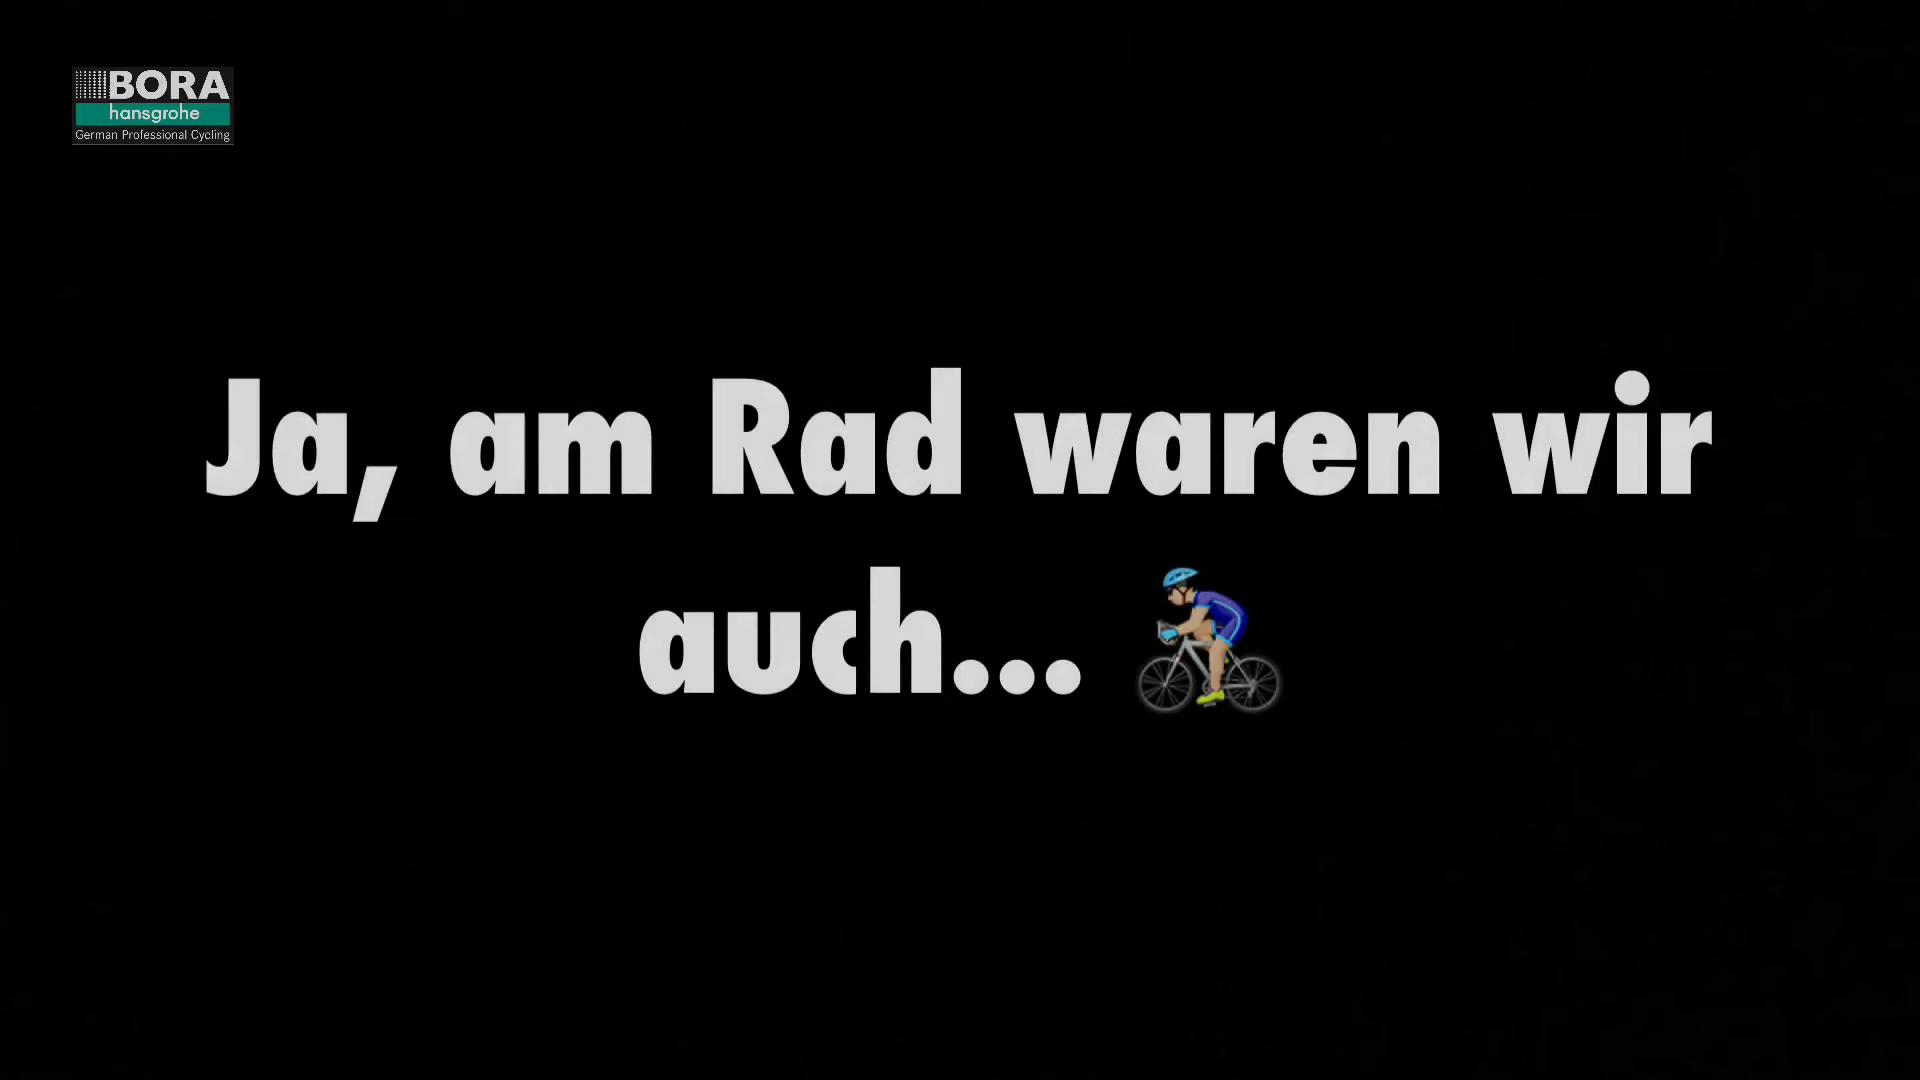 BORA
hansgrohe
German Professional Cycling
Ja, am Rad waren wir
auch... 🚴